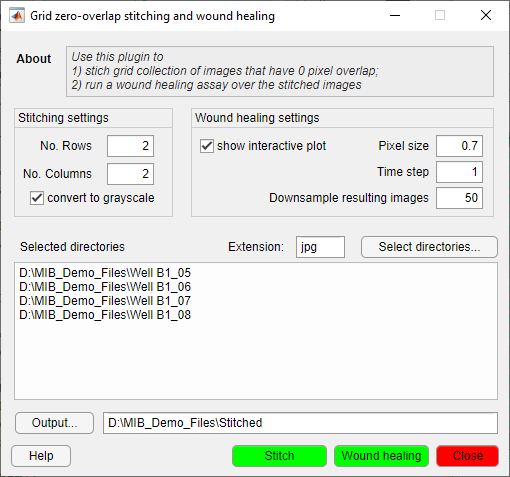 Grid zero-overlap stitching and wound healing
About
Use this plugin to
1) stich grid collection of images that have 0 pixel overlap;
2) run a wound healing assay over the stitched images
Stitching settings
No. Rows 2
No. Columns 2
convert to grayscale
Wound healing settings
show interactive plot
Pixel size 0.7
Time step 1
Downsample resulting images 50
Selected directories
Extension: jpg
Select directories...
D:\MIB_Demo_Files\Well B1_05
D:\MIB_Demo_Files\Well B1_06
D:\MIB_Demo_Files\Well B1_07
D:\MIB_Demo_Files\Well B1_08
Output... D:\MIB_Demo_Files\Stitched
Help Stitch Wound healing Close